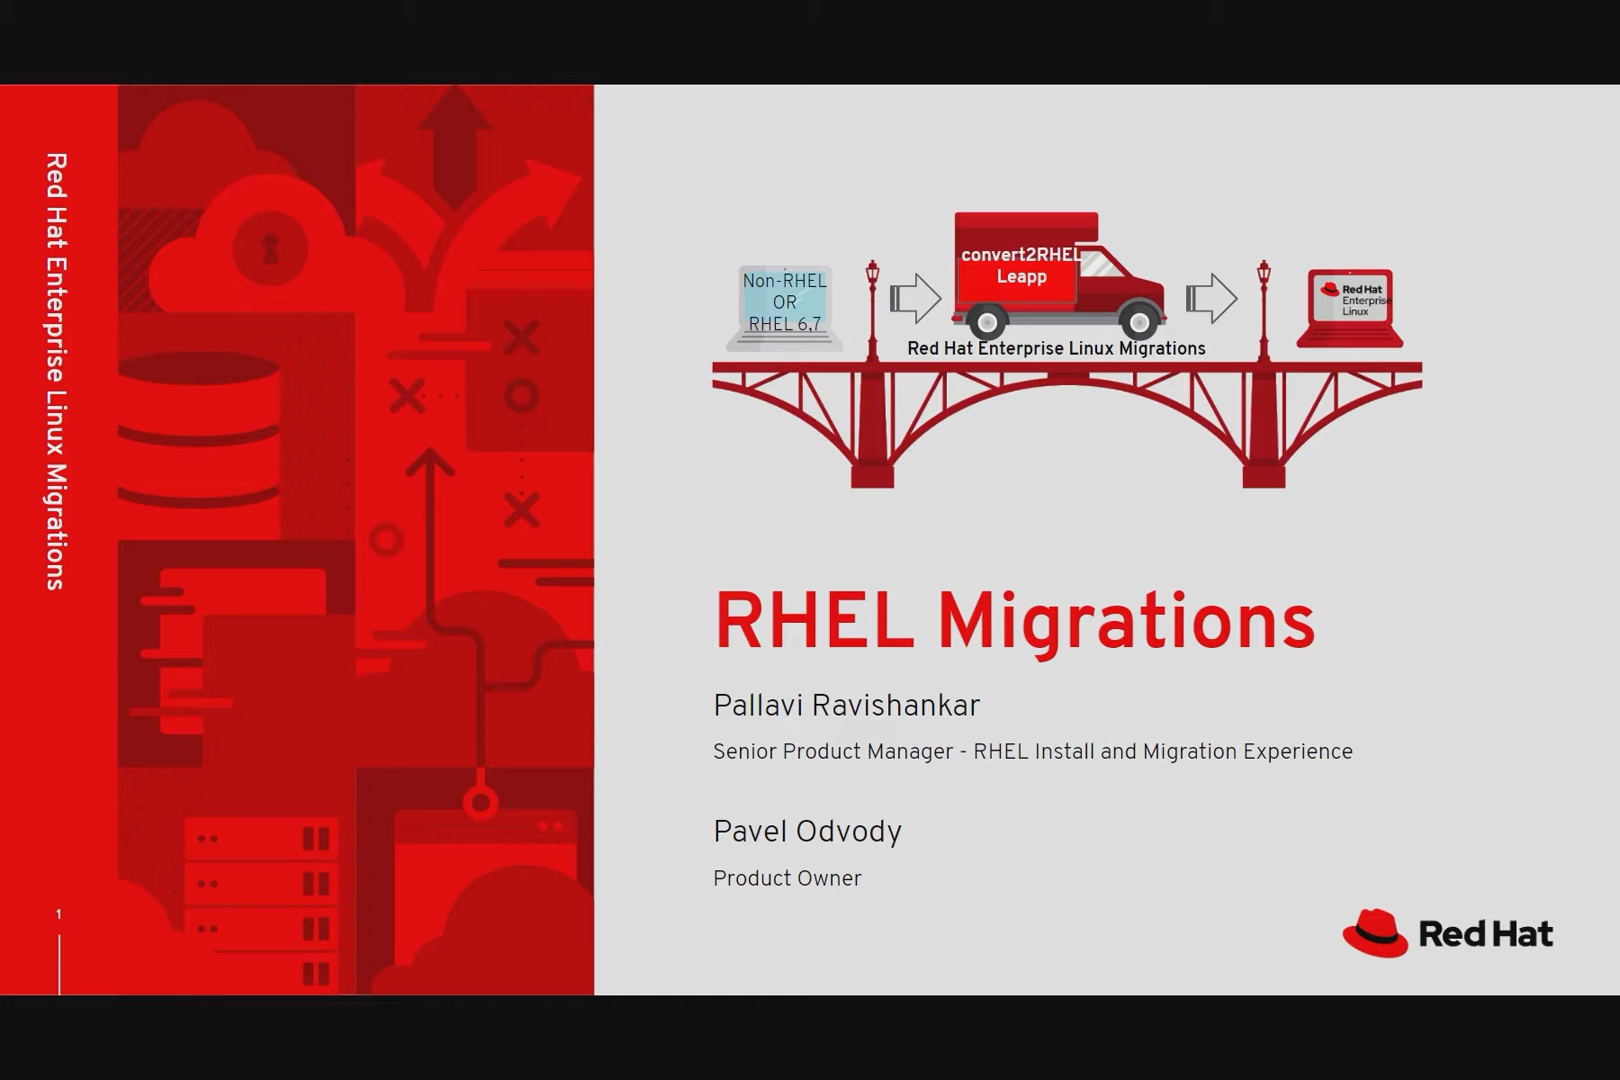 Red Hat Enterprise Linux Migrations
1
Non-RHEL
OR
RHEL 6,7
convert2RHEL
Leapp
Red Hat Enterprise Linux Migrations
Red Hat
Enterprise
Linux
RHEL Migrations
Pallavi Ravishankar
Senior Product Manager - RHEL Install and Migration Experience
Pavel Odvody
Product Owner
Red Hat